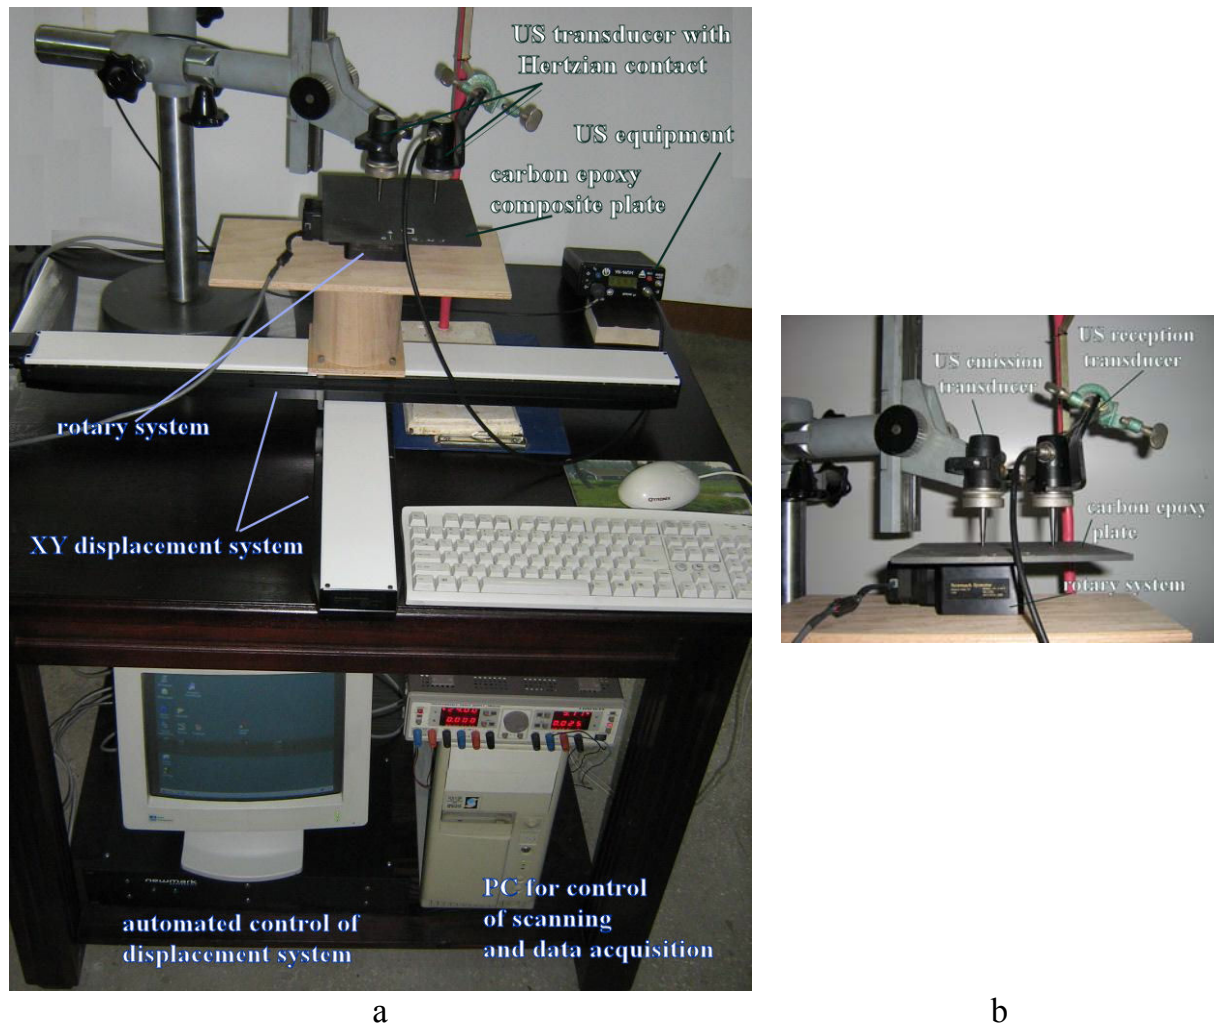 US transducer with
Hertzian contact
US equipment
carbon epoxy
composite plate
rotary system
XY displacement system
newmark
automated control of
displacement system
PC for control
of scanning
and data acquisition
a
US emission
transducer
US reception
transducer
carbon epoxy
plate
rotary system
b